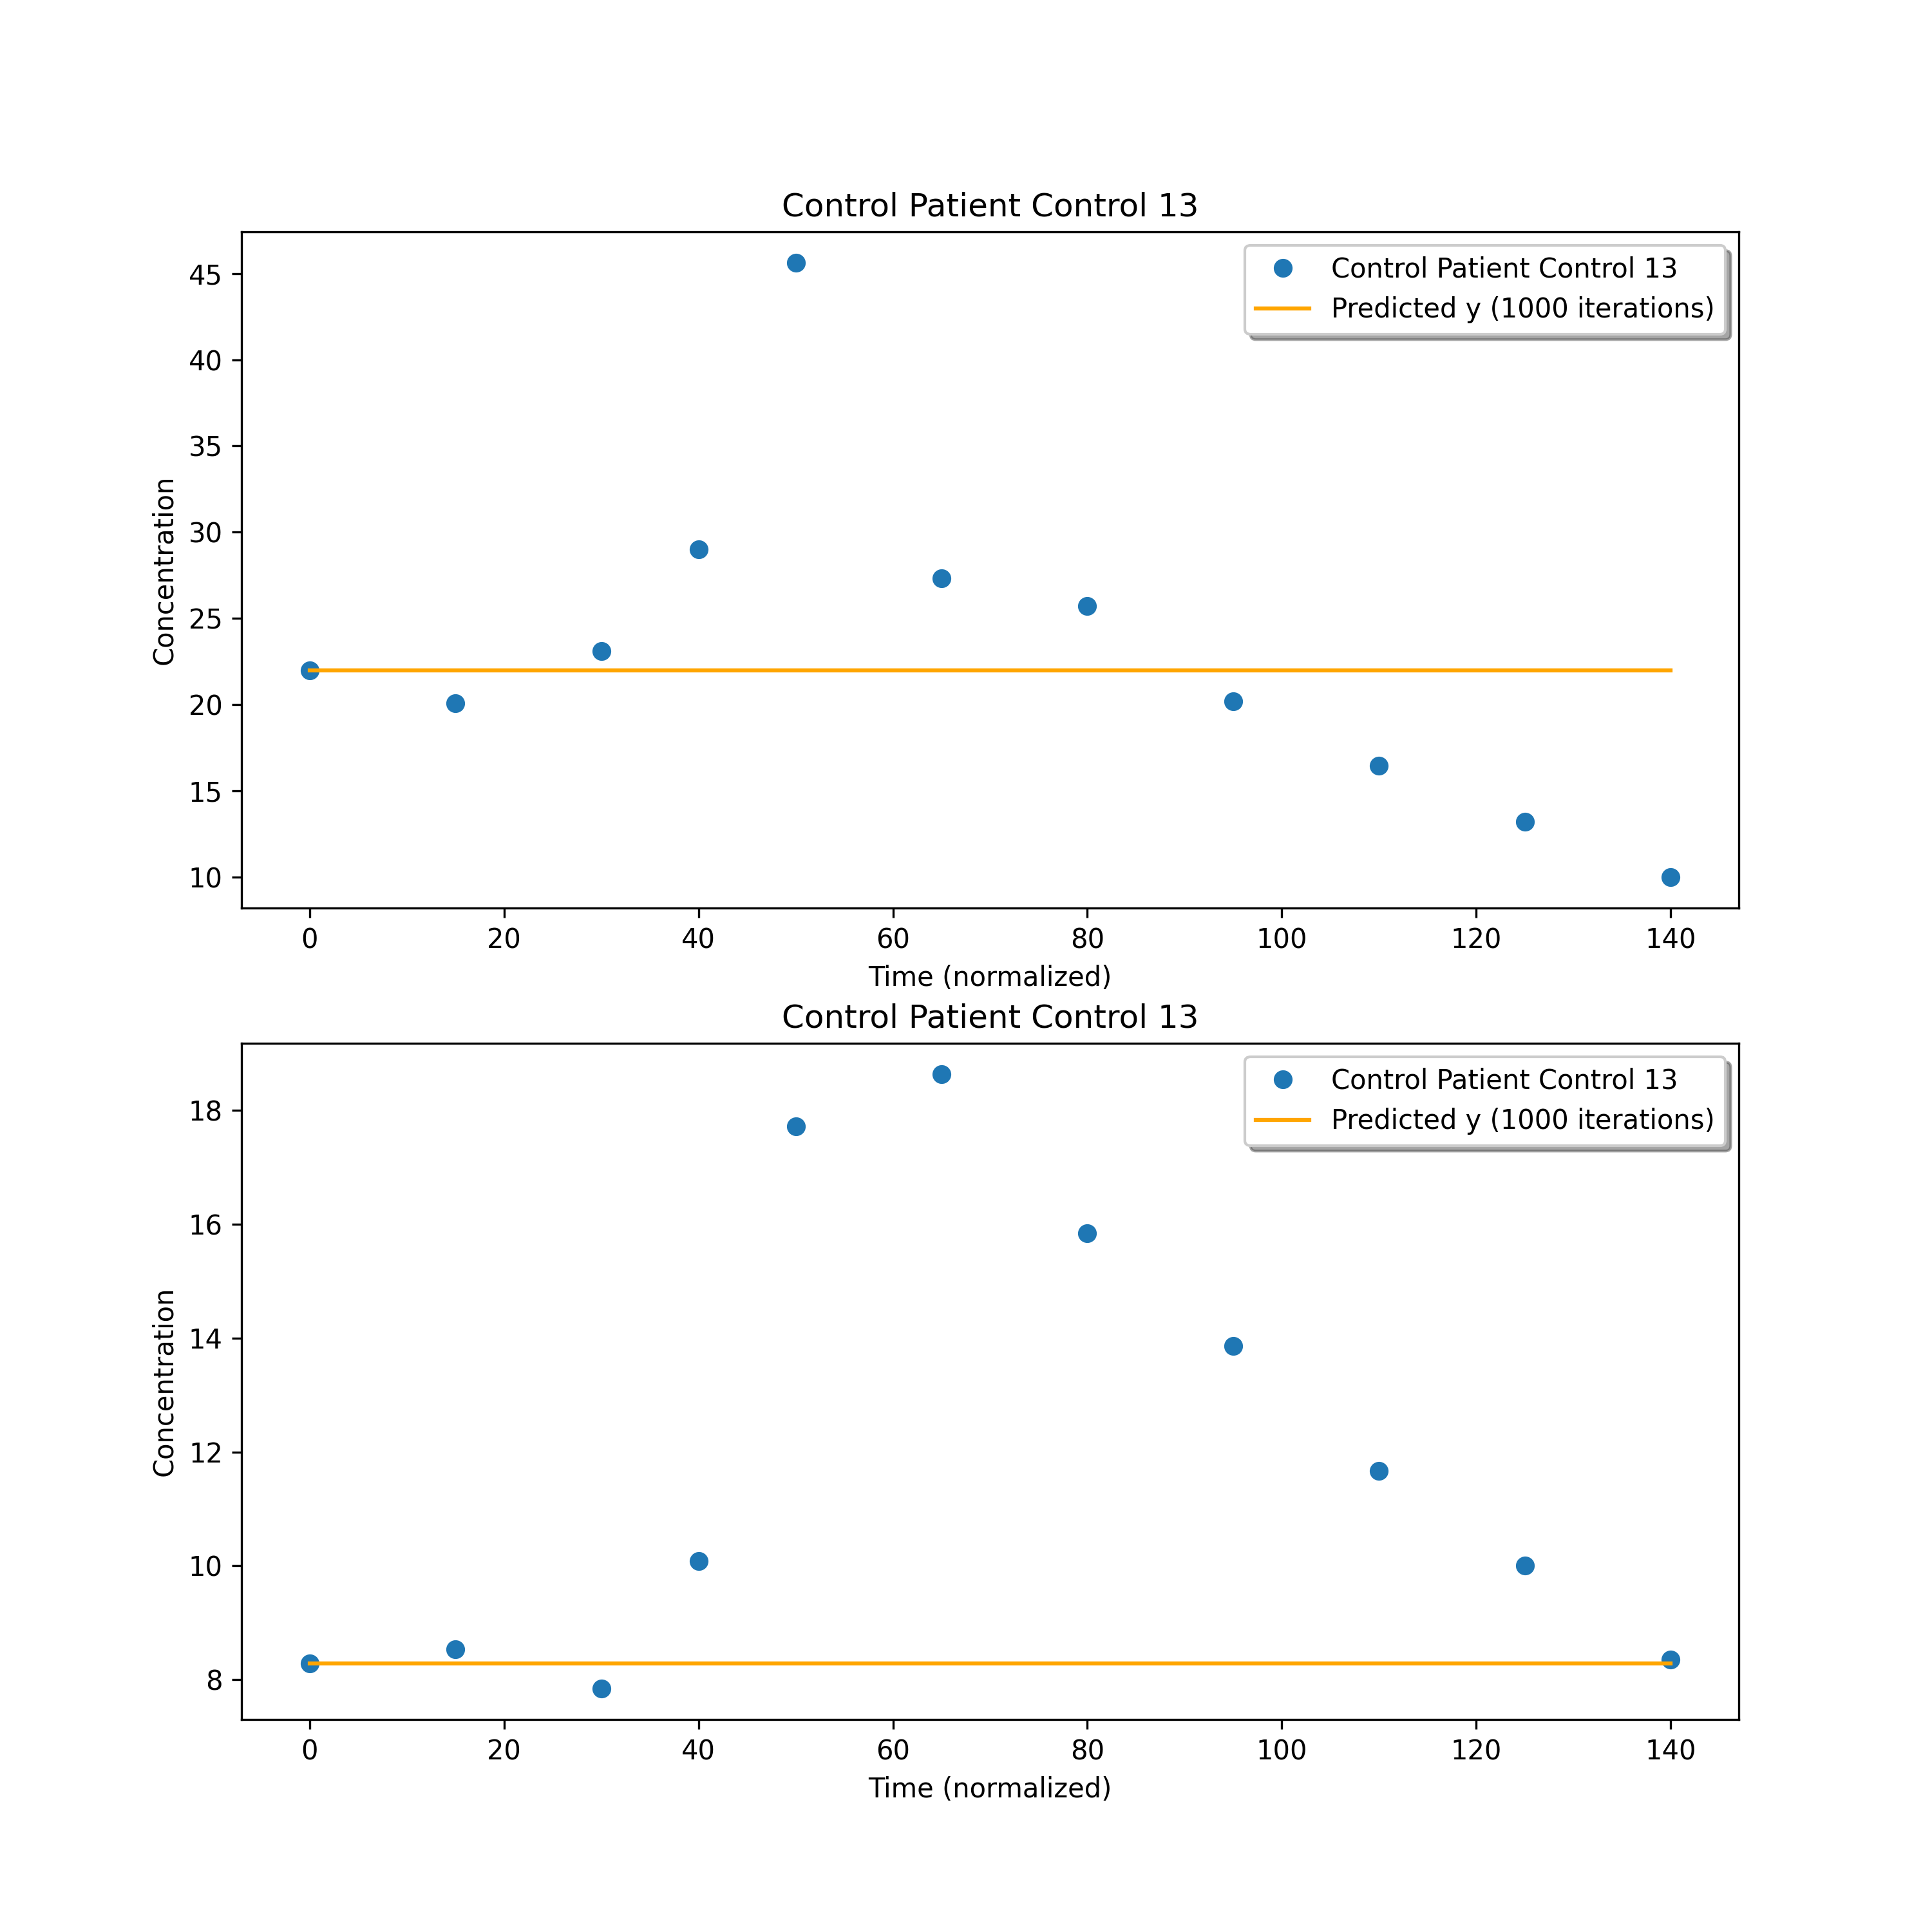 Control Patient Control 13
45
40
35
30
25
20
15
10
Concentration
Control Patient Control 13
Predicted y (1000 iterations)
0 20 40 60 80 100 120 140
Time (normalized)
Control Patient Control 13
18
16
14
12
10
8
Concentration
Control Patient Control 13
Predicted y (1000 iterations)
0 20 40 60 80 100 120 140
Time (normalized)